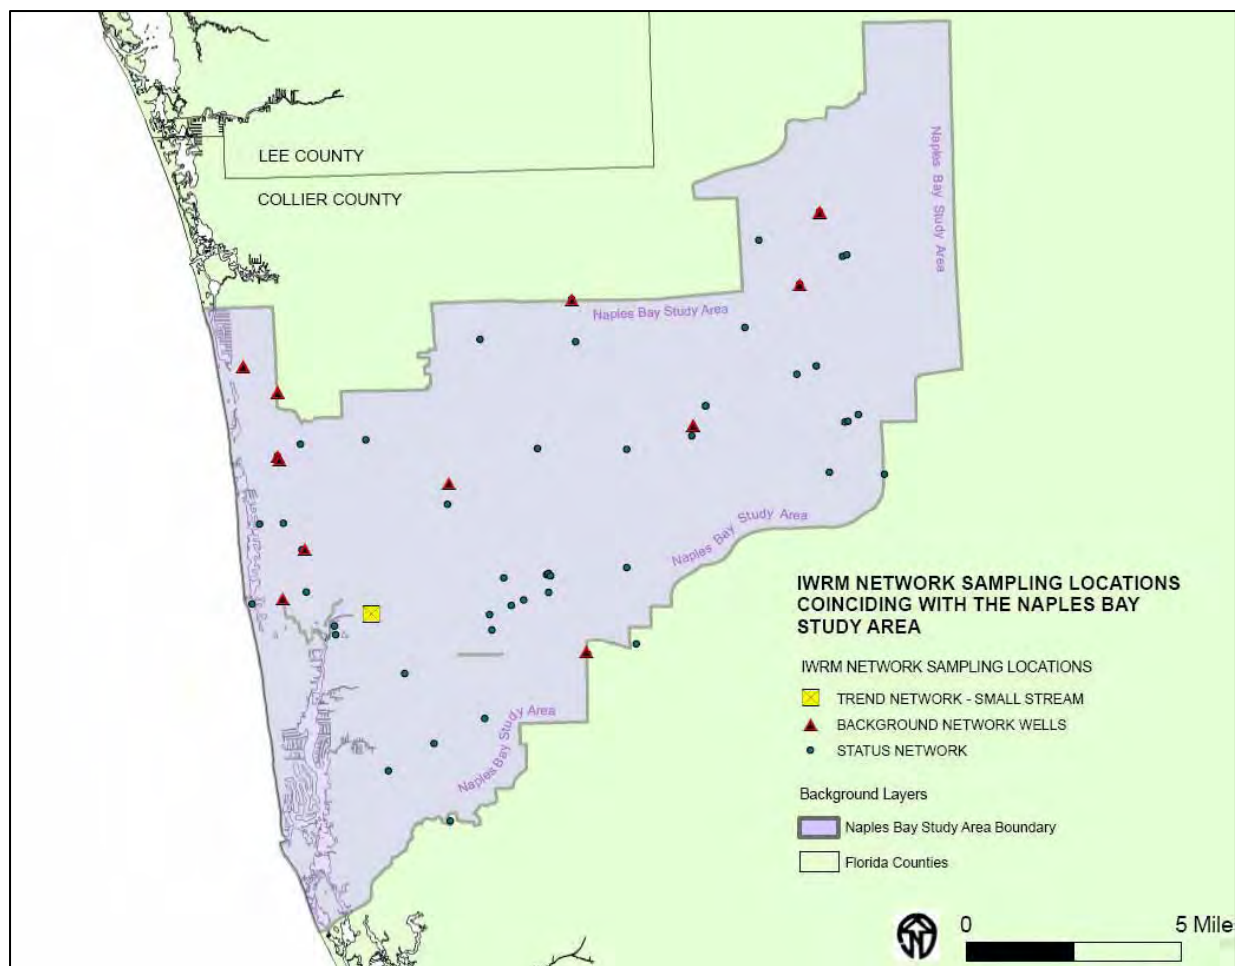 LEE COUNTY
COLLIER COUNTY
Naples Bay Study Area
Naples Bay Study Area
Naples Bay Study Area
Naples Bay Study Area
IWRM NETWORK SAMPLING LOCATIONS
COINCIDING WITH THE NAPLES BAY
STUDY AREA
IWRM NETWORK SAMPLING LOCATIONS
TREND NETWORK - SMALL STREAM
BACKGROUND NETWORK WELLS
STATUS NETWORK
Background Layers
Naples Bay Study Area Boundary
Florida Counties
N
0 5 Mile